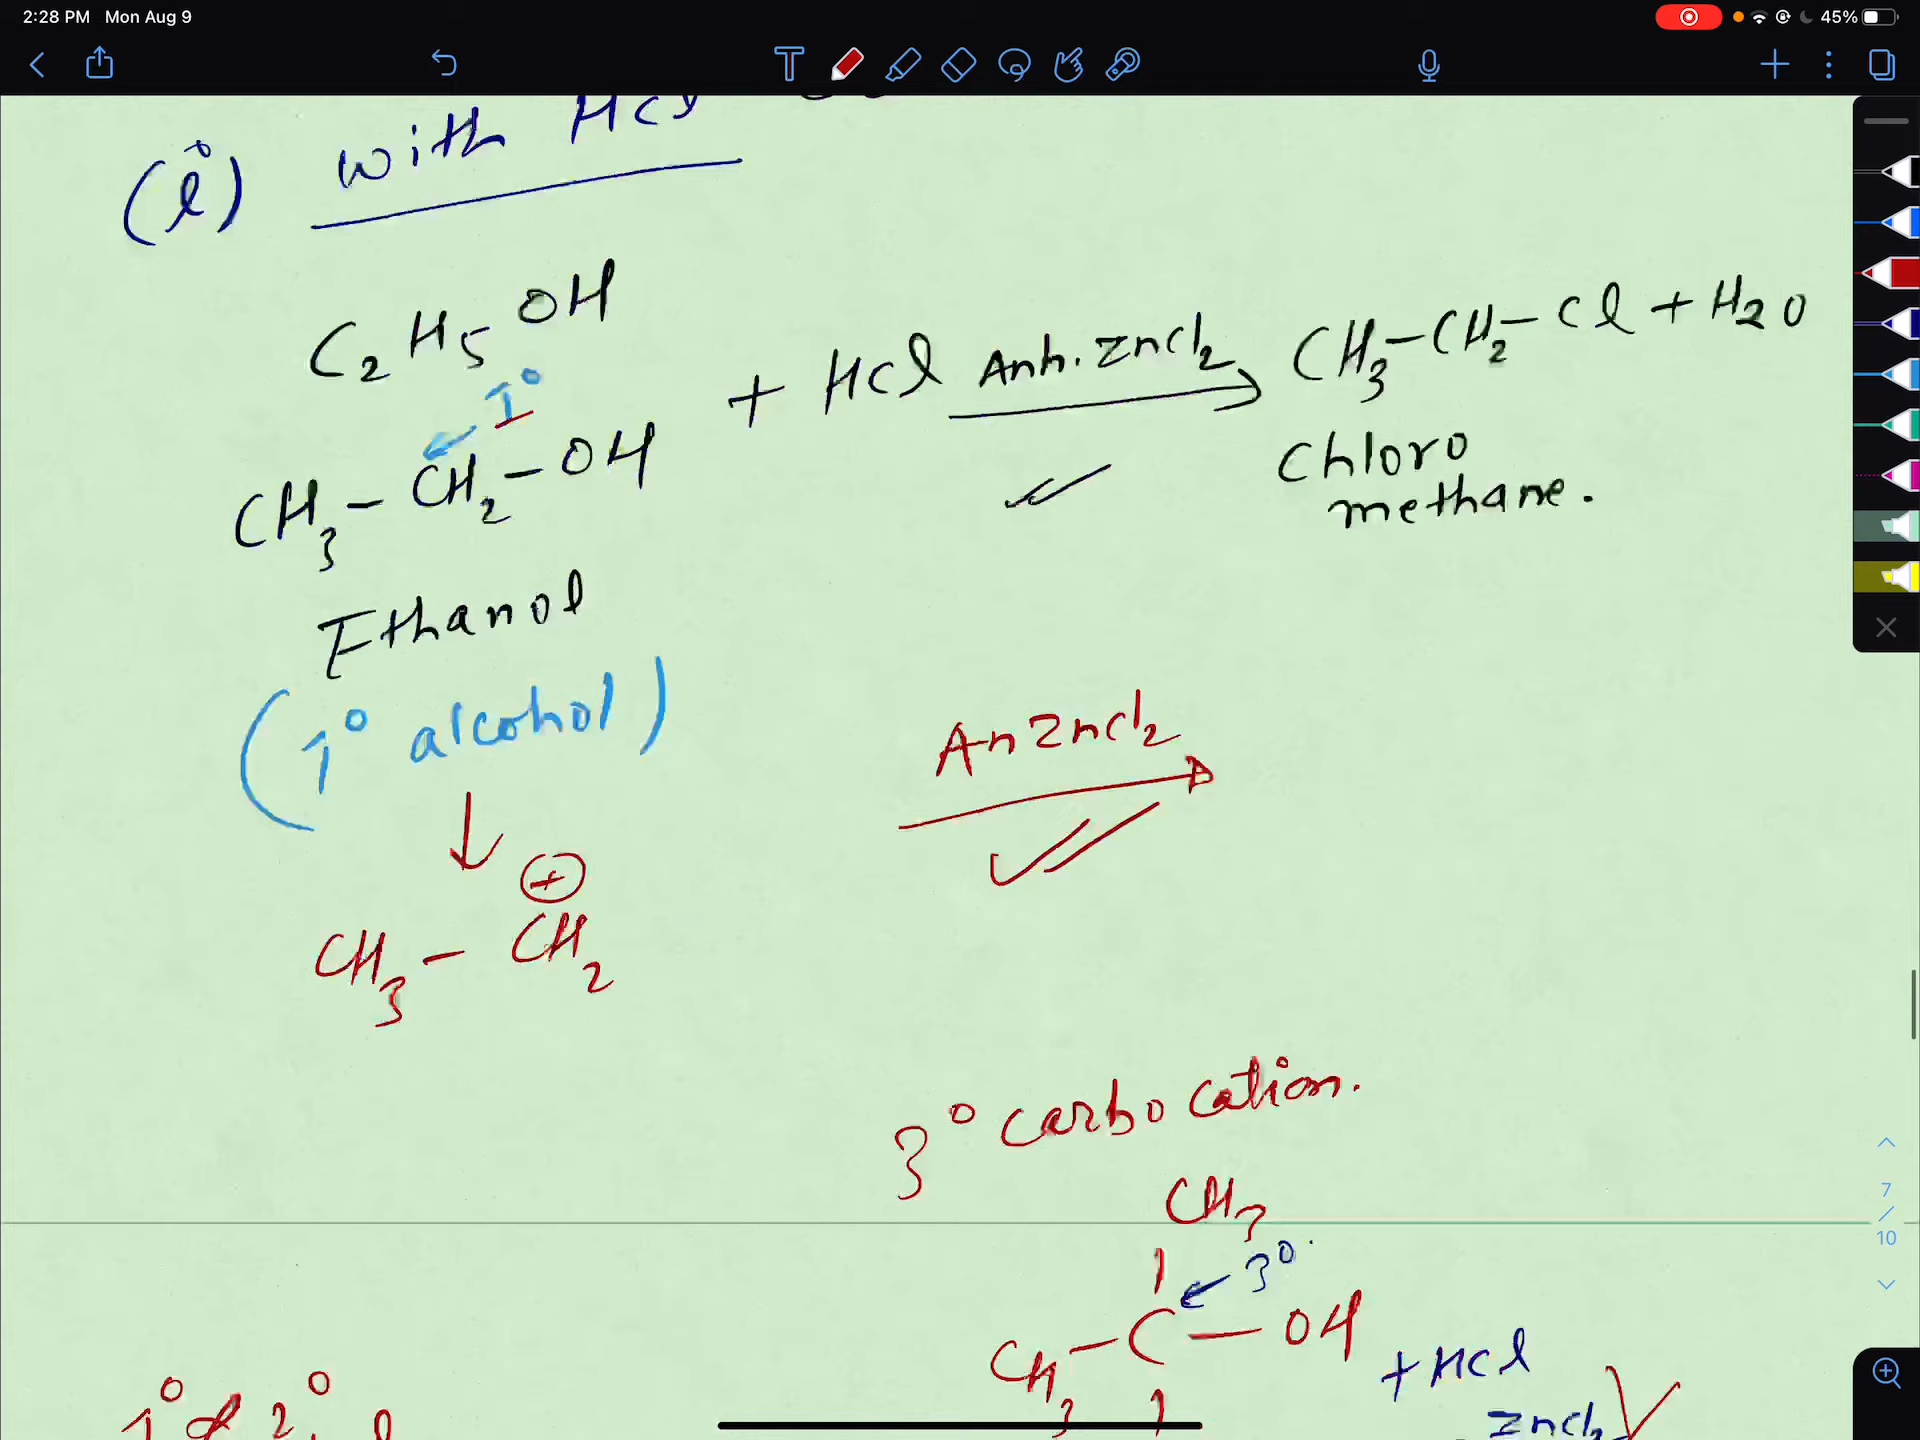 2:28 PM Mon Aug 9
45%
(i) with HCl
C₂H₅OH
1°
CH₃-CH₂-OH + HCl Anh. ZnCl₂ CH₃-CH₂-Cl + H₂O
Chloro
methane.
Ethanol
(1° alcohol)
An ZnCl₂
+
CH₃-CH₂
3° carbocation.
CH₃
3°
CH₃-C-OH
+HCl
ZnCl₂
1° & 2°
7
/
10